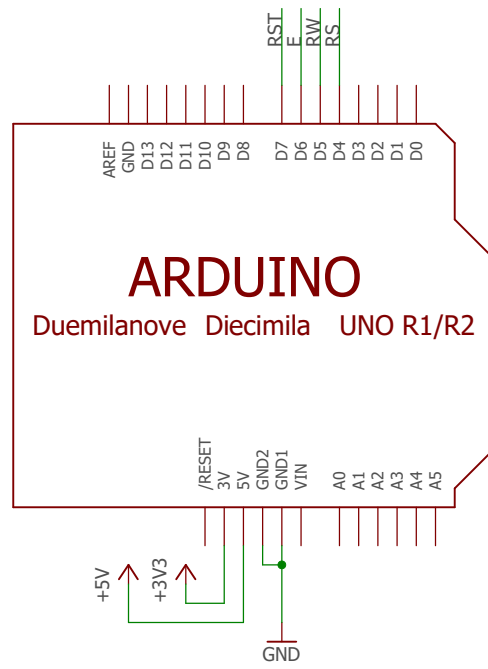 RST
E
RW
RS
AREF
GND
D13
D12
D11
D10
D9
D8
D7
D6
D5
D4
D3
D2
D1
D0
ARDUINO
Duemilanove Diecimila UNO R1/R2
/RESET
3V
5V
GND2
GND1
VIN
A0
A1
A2
A3
A4
A5
+5V
+3V3
GND